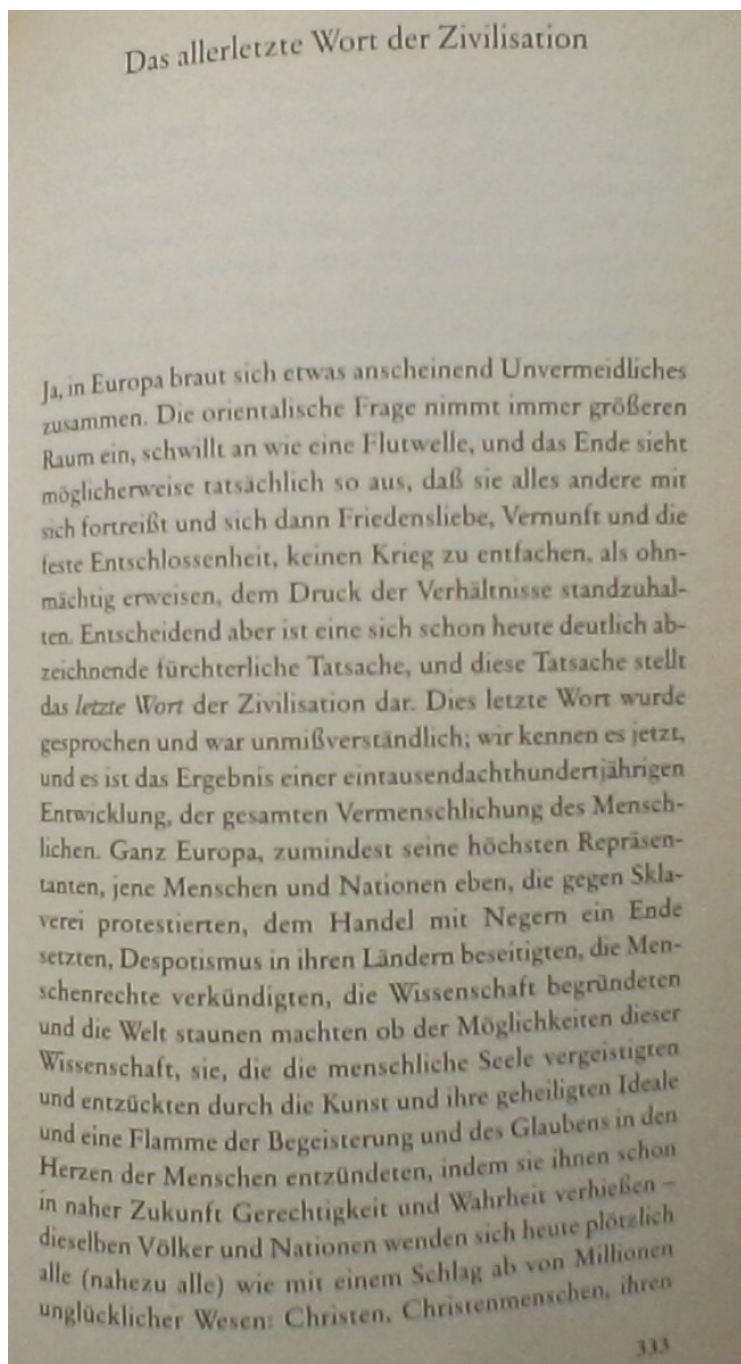 Das allerletzte Wort der Zivilisation
Ja, in Europa braut sich etwas anscheinend Unvermeidliches
zusammen. Die orientalische Frage nimmt immer größeren
Raum ein, schwillt an wie eine Flutwelle, und das Ende sieht
möglicherweise tatsächlich so aus, daß sie alles andere mit
sich fortreißt und sich dann Friedensliebe, Vernunft und die
feste Entschlossenheit, keinen Krieg zu entfachen, als ohn-
mächtig erweisen, dem Druck der Verhältnisse standzuhal-
ten. Entscheidend aber ist eine sich schon heute deutlich ab-
zeichnende fürchterliche Tatsache, und diese Tatsache stellt
das letzte Wort der Zivilisation dar. Dies letzte Wort wurde
gesprochen und war unmißverständlich; wir kennen es jetzt,
und es ist das Ergebnis einer eintausendachthundertjährigen
Entwicklung, der gesamten Vermenschlichung des Mensch-
lichen. Ganz Europa, zumindest seine höchsten Repräsen-
tanten, jene Menschen und Nationen eben, die gegen Skla-
verei protestierten, dem Handel mit Negern ein Ende
setzten, Despotismus in ihren Ländern beseitigten, die Men-
schenrechte verkündigten, die Wissenschaft begründeten
und die Welt staunen machten ob der Möglichkeiten dieser
Wissenschaft, sie, die die menschliche Seele vergeistigten
und entzückten durch die Kunst und ihre geheiligten Ideale
und eine Flamme der Begeisterung und des Glaubens in den
Herzen der Menschen entzündeten, indem sie ihnen schon
in naher Zukunft Gerechtigkeit und Wahrheit verhießen –
dieselben Völker und Nationen wenden sich heute plötzlich
alle (nahezu alle) wie mit einem Schlag ab von Millionen
unglücklicher Wesen: Christen, Christenmenschen, ihren
333